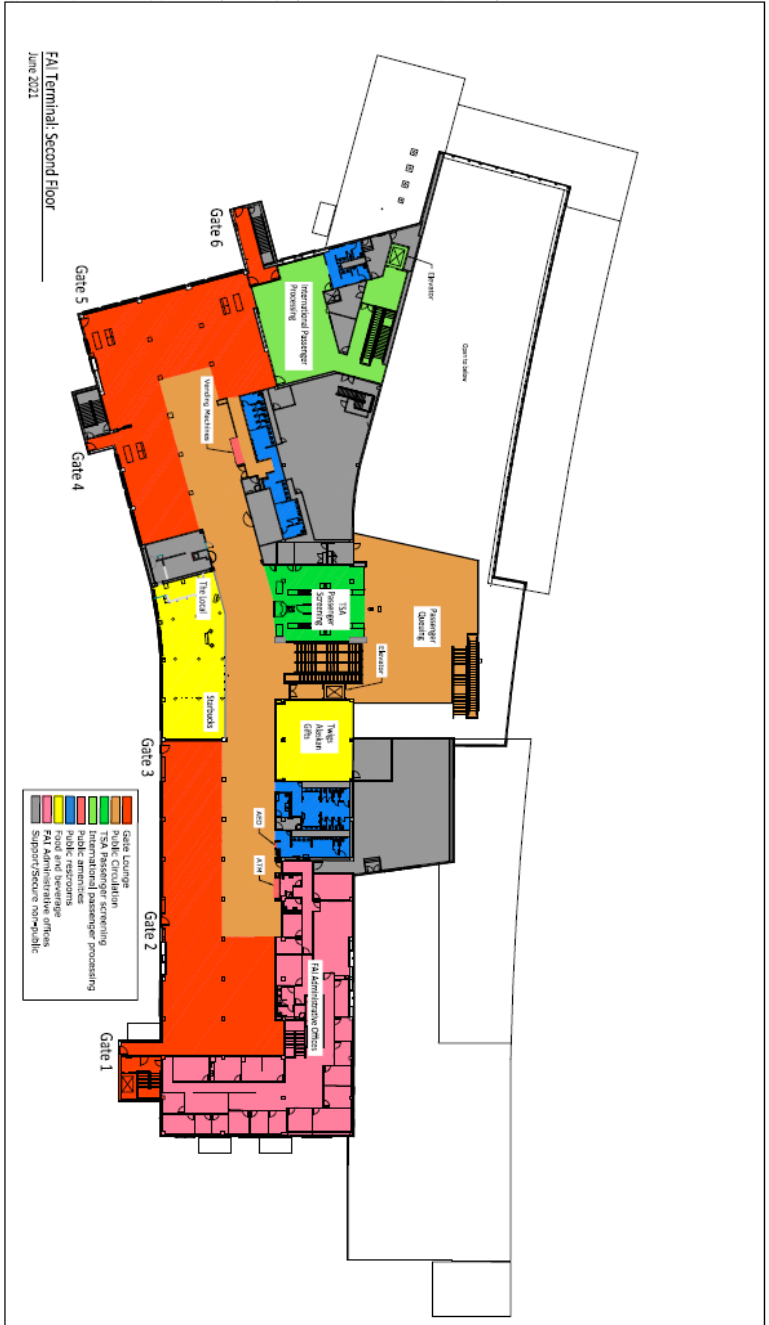 FAI Terminal: Second Floor
June 2021
Gate 6
Gate 5
Gate 4
Gate 3
Gate 2
Gate 1
Elevator
International Passenger
Processing
Open to below
Vending Machines
The Local
Starbucks
TSA
Passenger
Screening
Passenger
Queuing
Elevator
Twigs
Alaskan
Gifts
AED
ATM
FAI Administrative Offices
Gate Lounge
Public Circulation
TSA Passenger screening
International passenger processing
Public amenities
Public restrooms
Food and beverage
FAI Administrative offices
Support/Secure non-public